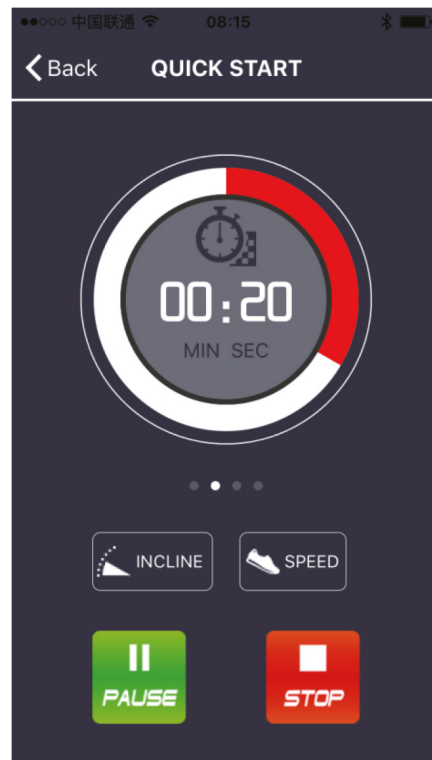 中国联通 08:15
Back QUICK START
00:20
MIN SEC
INCLINE SPEED
PAUSE STOP